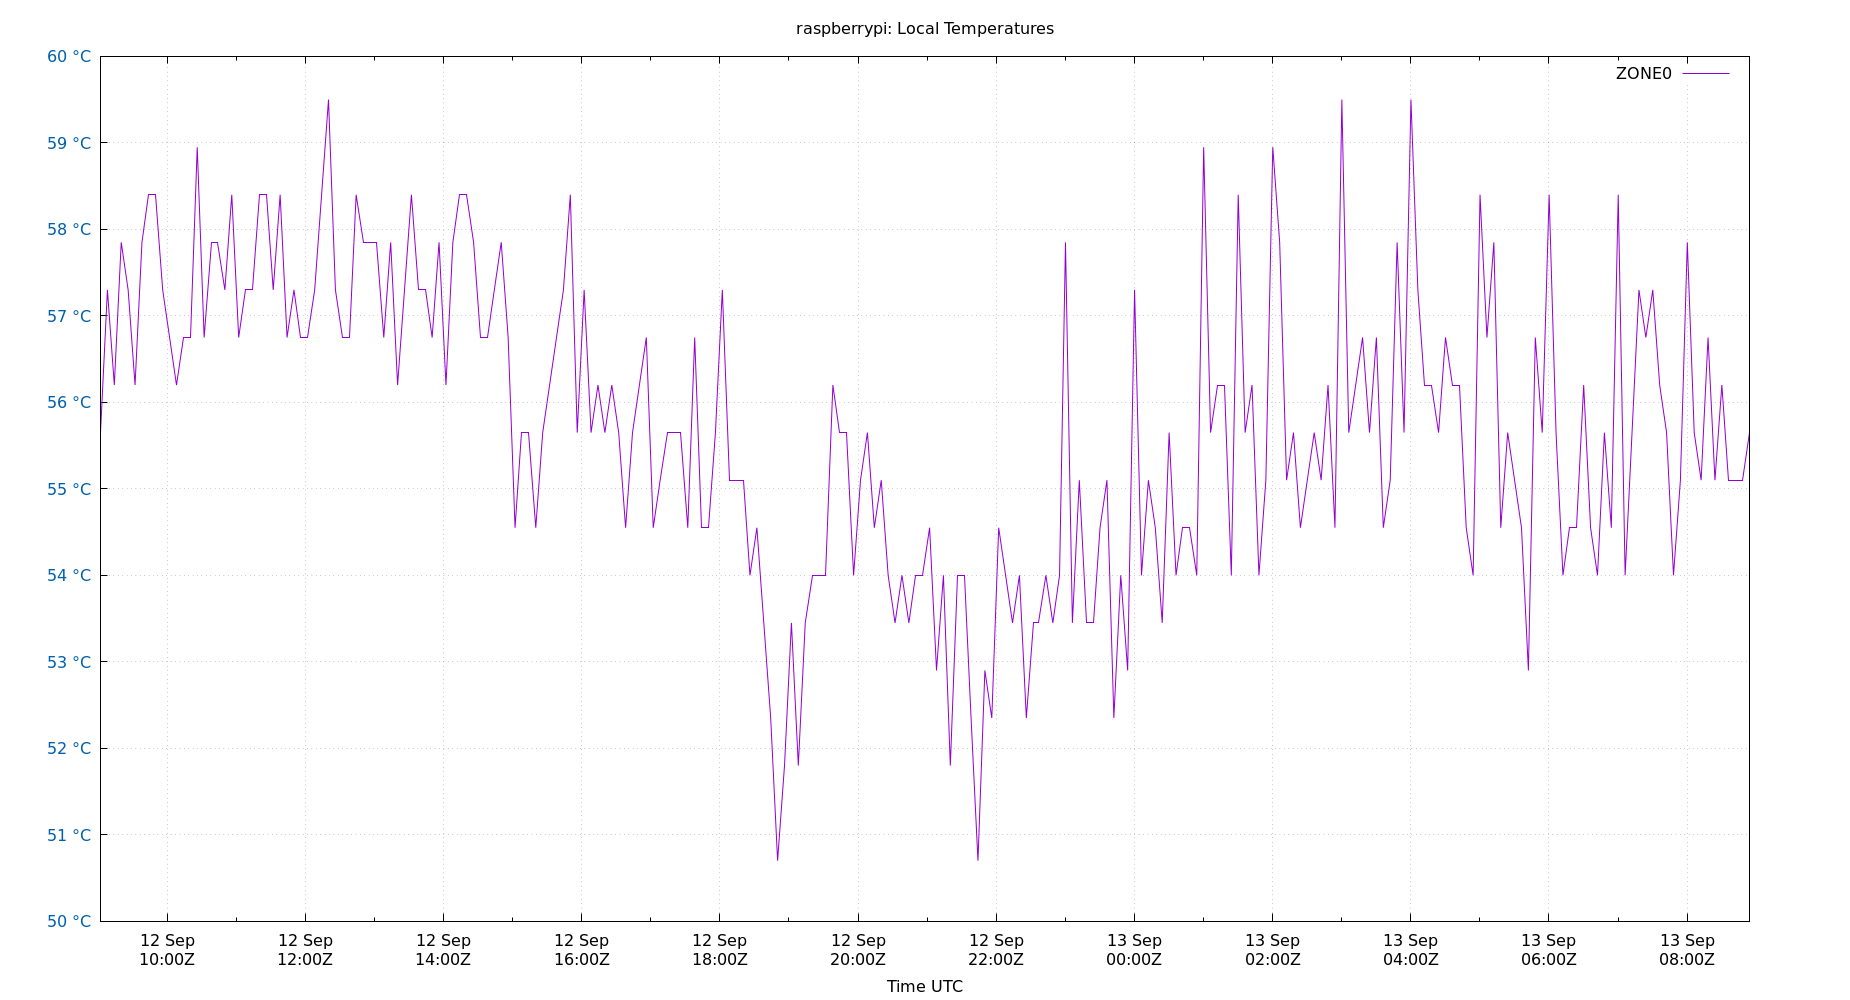 raspberrypi: Local Temperatures
ZONE0
60 °C
59 °C
58 °C
57 °C
56 °C
55 °C
54 °C
53 °C
52 °C
51 °C
50 °C
12 Sep 12 Sep 12 Sep 12 Sep 12 Sep 12 Sep 12 Sep 13 Sep 13 Sep 13 Sep 13 Sep 13 Sep
10:00Z 12:00Z 14:00Z 16:00Z 18:00Z 20:00Z 22:00Z 00:00Z 02:00Z 04:00Z 06:00Z 08:00Z
Time UTC